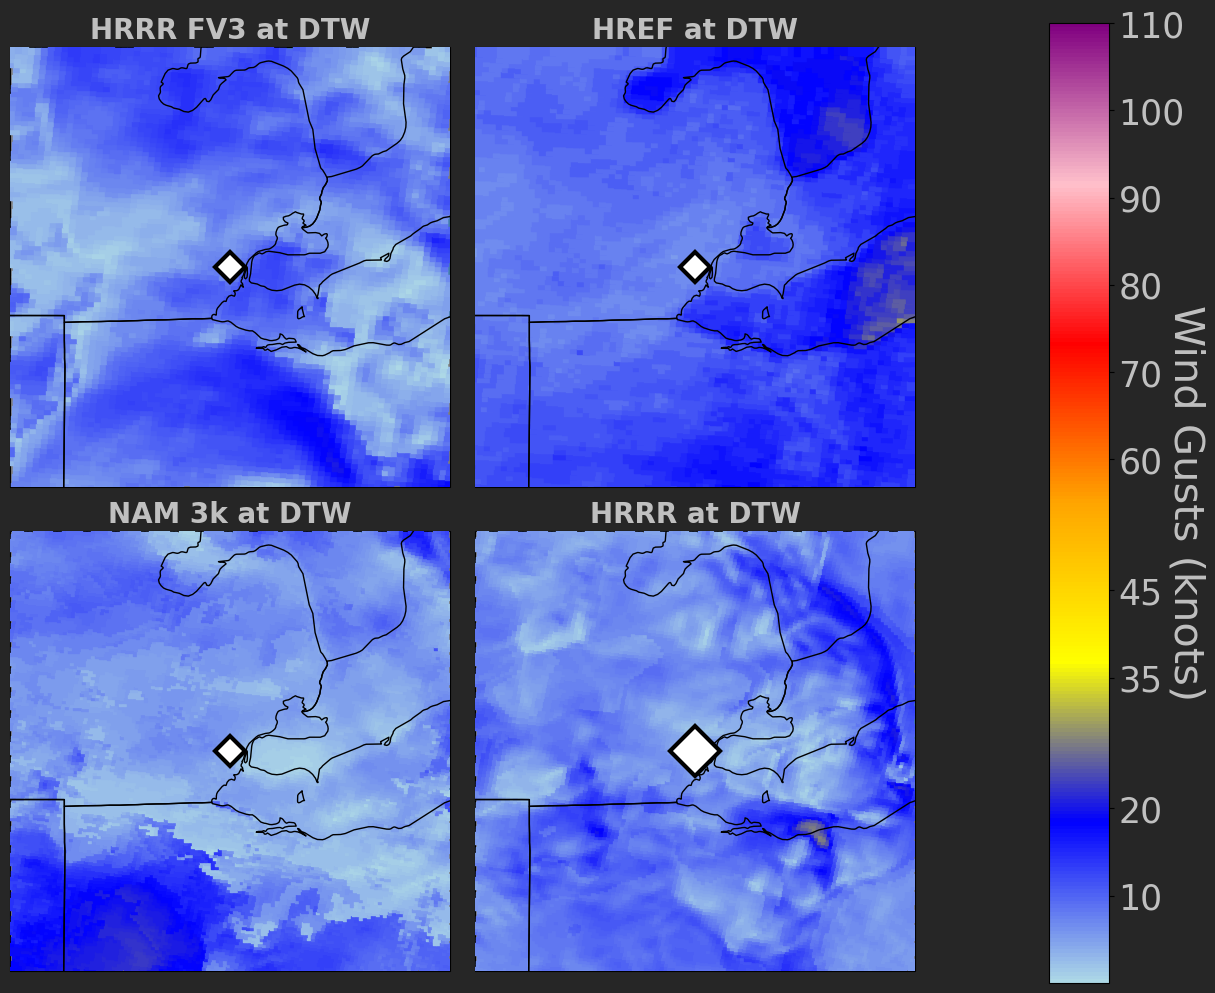 HRRR FV3 at DTW
HREF at DTW
NAM 3k at DTW
HRRR at DTW
110
100
90
80
70
60
45
35
20
10
Wind Gusts (knots)